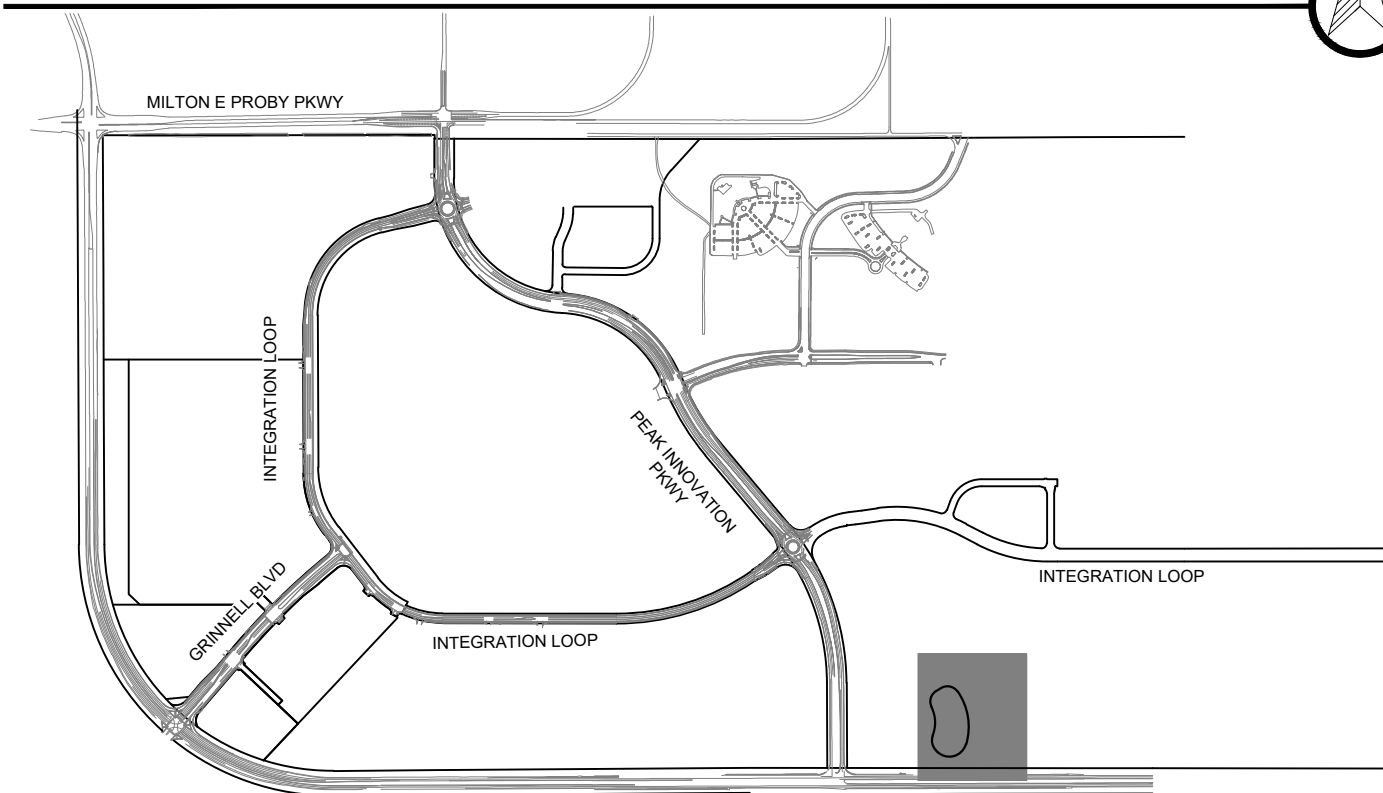 MILTON E PROBY PKWY
INTEGRATION LOOP
PEAK INNOVATION
PKWY
GRINNELL BLVD
INTEGRATION LOOP
INTEGRATION LOOP